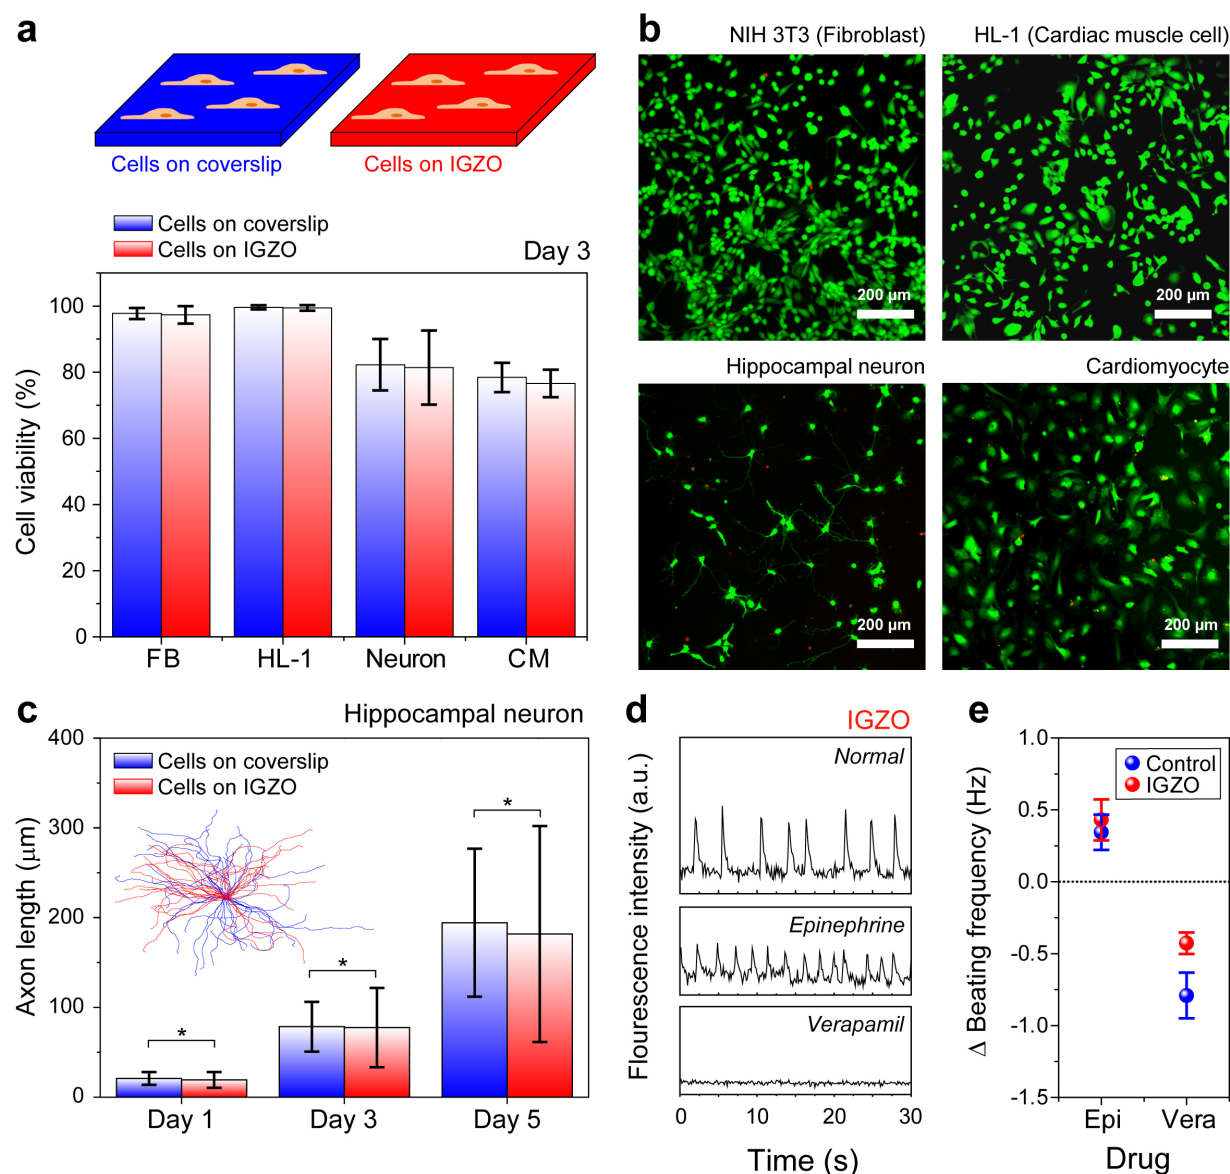 a
Cells on coverslip
Cells on IGZO
Cells on coverslip
Cells on IGZO
Day 3
Cell viability (%)
100
80
60
40
20
0
FB
HL-1
Neuron
CM
b
NIH 3T3 (Fibroblast)
HL-1 (Cardiac muscle cell)
200 µm
200 µm
Hippocampal neuron
Cardiomyocyte
200 µm
200 µm
c
Hippocampal neuron
Cells on coverslip
Cells on IGZO
Axon length (µm)
400
300
200
100
0
*
*
*
Day 1
Day 3
Day 5
d
IGZO
Flourescence intensity (a.u.)
Normal
Epinephrine
Verapamil
0
10
20
30
Time (s)
e
Control
IGZO
Δ Beating frequency (Hz)
1.0
0.5
0.0
-0.5
-1.0
-1.5
Epi
Vera
Drug